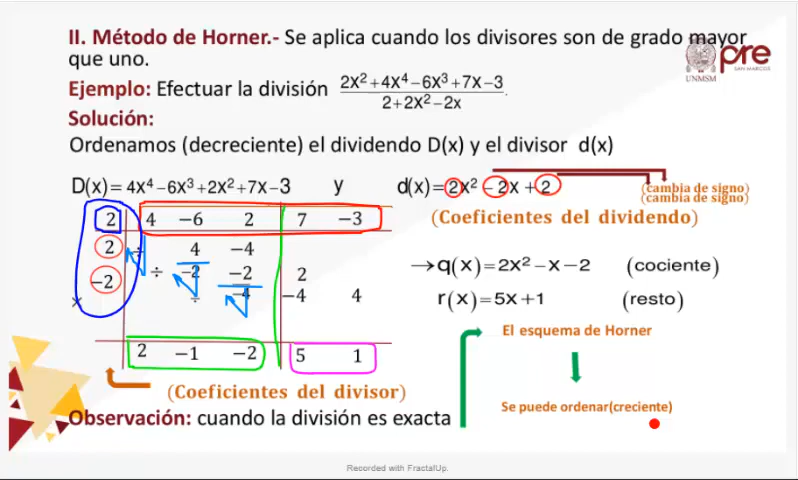 II. Método de Horner.- Se aplica cuando los divisores son de grado mayor
que uno.
pre
SAN MARCOS
UNMSM
Ejemplo: Efectuar la división (2X²+4X⁴−6X³+7X−3)/(2+2X²−2x).
Solución:
Ordenamos (decreciente) el dividendo D(x) y el divisor d(x)
D(x)= 4X⁴−6X³+2X²+7X−3 y d(x)=2x²−2x+2
(cambia de signo)
(cambia de signo)
2 4 −6 2 7 −3
(Coeficientes del dividendo)
2 ÷ 4 −4
−2 ÷ −2 −2 2
× ÷ −4 −4 4
2 −1 −2 5 1
→q(x)=2X²−x−2 (cociente)
r(x)=5x+1 (resto)
El esquema de Horner
Se puede ordenar(creciente)
(Coeficientes del divisor)
Observación: cuando la división es exacta
Recorded with FractalUp.